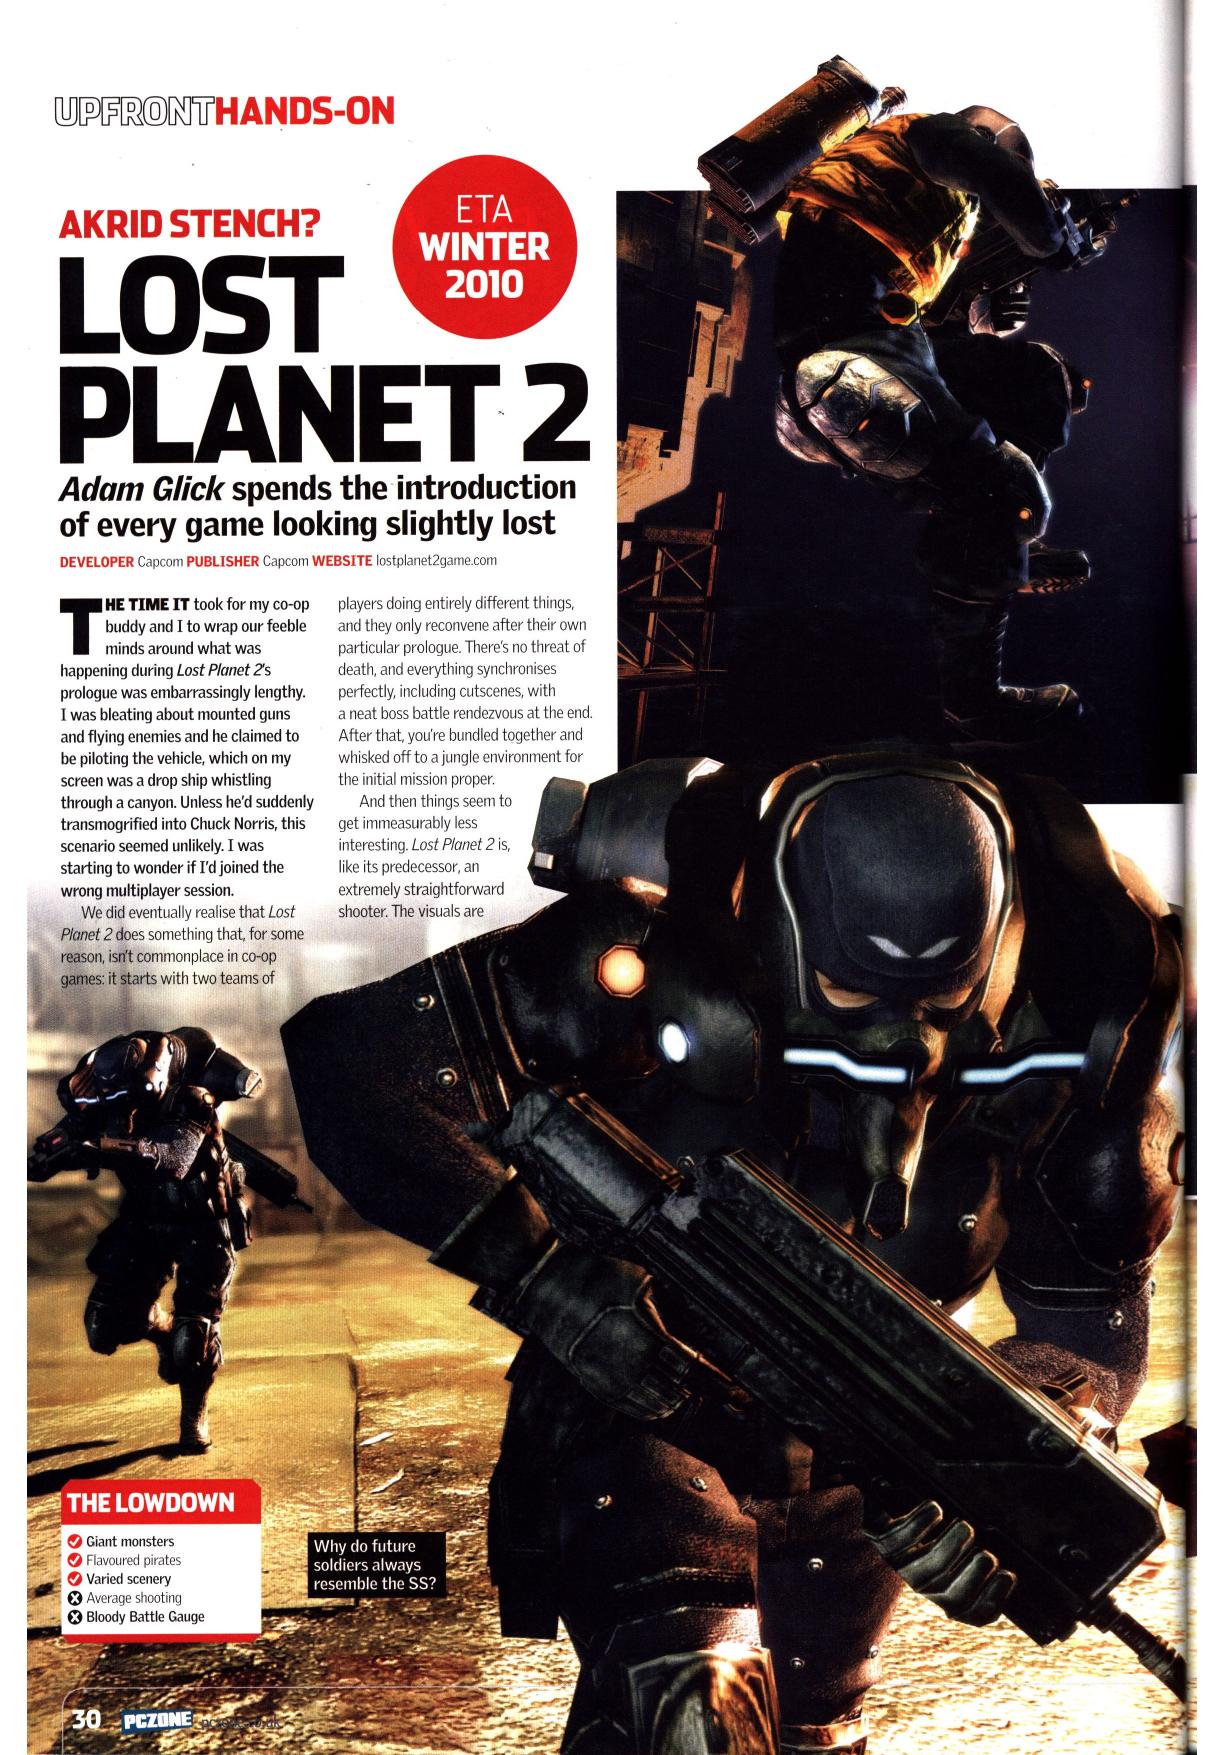 UPFRONTHANDS-ON
AKRID STENCH?
LOST
PLANET 2
ETA
WINTER
2010
Adam Glick spends the introduction
of every game looking slightly lost
DEVELOPER Capcom PUBLISHER Capcom WEBSITE lostplanet2game.com
THE TIME IT took for my co-op
buddy and I to wrap our feeble
minds around what was
happening during Lost Planet 2's
prologue was embarrassingly lengthy.
I was bleating about mounted guns
and flying enemies and he claimed to
be piloting the vehicle, which on my
screen was a drop ship whistling
through a canyon. Unless he'd suddenly
transmogrified into Chuck Norris, this
scenario seemed unlikely. I was
starting to wonder if I'd joined the
wrong multiplayer session.
We did eventually realise that Lost
Planet 2 does something that, for some
reason, isn't commonplace in co-op
games: it starts with two teams of
players doing entirely different things,
and they only reconvene after their own
particular prologue. There's no threat of
death, and everything synchronises
perfectly, including cutscenes, with
a neat boss battle rendezvous at the end.
After that, you're bundled together and
whisked off to a jungle environment for
the initial mission proper.
And then things seem to
get immeasurably less
interesting. Lost Planet 2 is,
like its predecessor, an
extremely straightforward
shooter. The visuals are
THE LOWDOWN
Giant monsters
Flavoured pirates
Varied scenery
Average shooting
Bloody Battle Gauge
Why do future
soldiers always
resemble the SS?
30 PCZONE